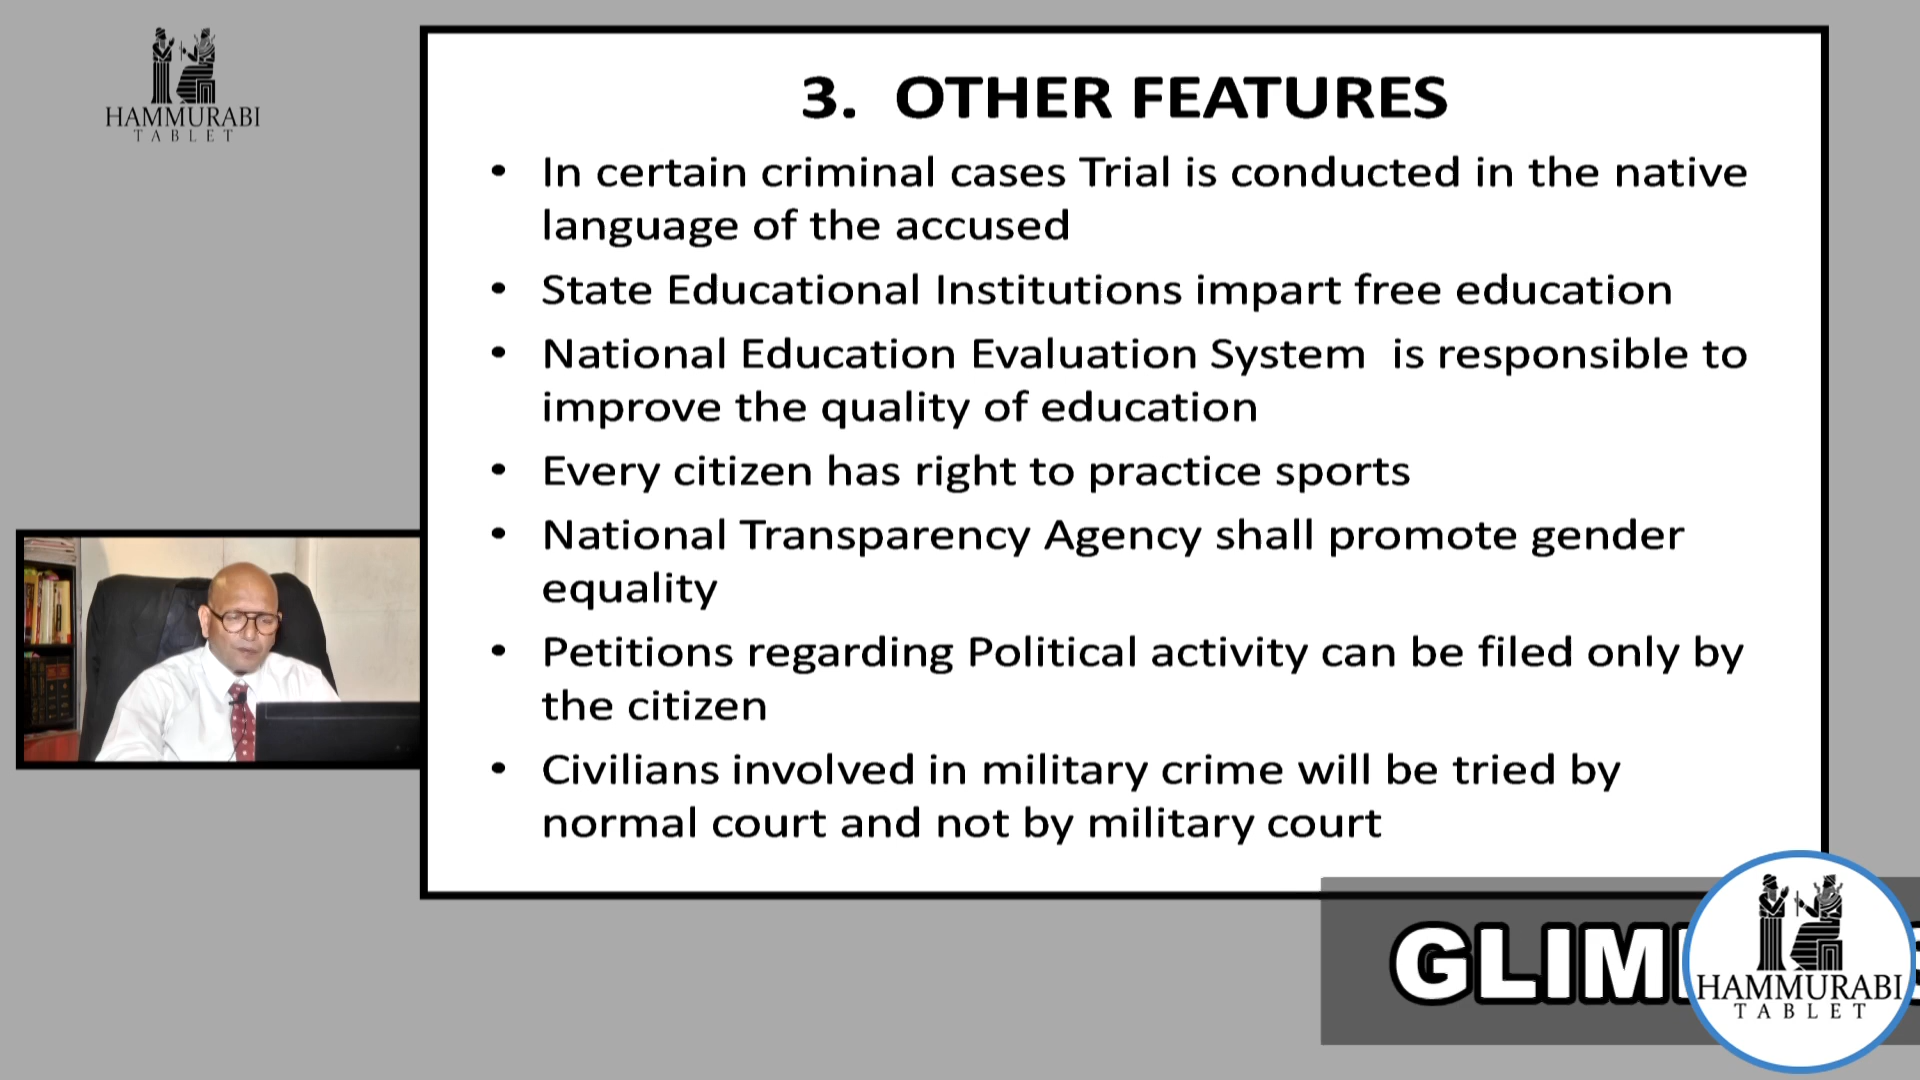 HAMMURABI
TABLET
3. OTHER FEATURES
• In certain criminal cases Trial is conducted in the native
language of the accused
• State Educational Institutions impart free education
• National Education Evaluation System is responsible to
improve the quality of education
• Every citizen has right to practice sports
• National Transparency Agency shall promote gender
equality
• Petitions regarding Political activity can be filed only by
the citizen
• Civilians involved in military crime will be tried by
normal court and not by military court
HAMMURABI
TABLET